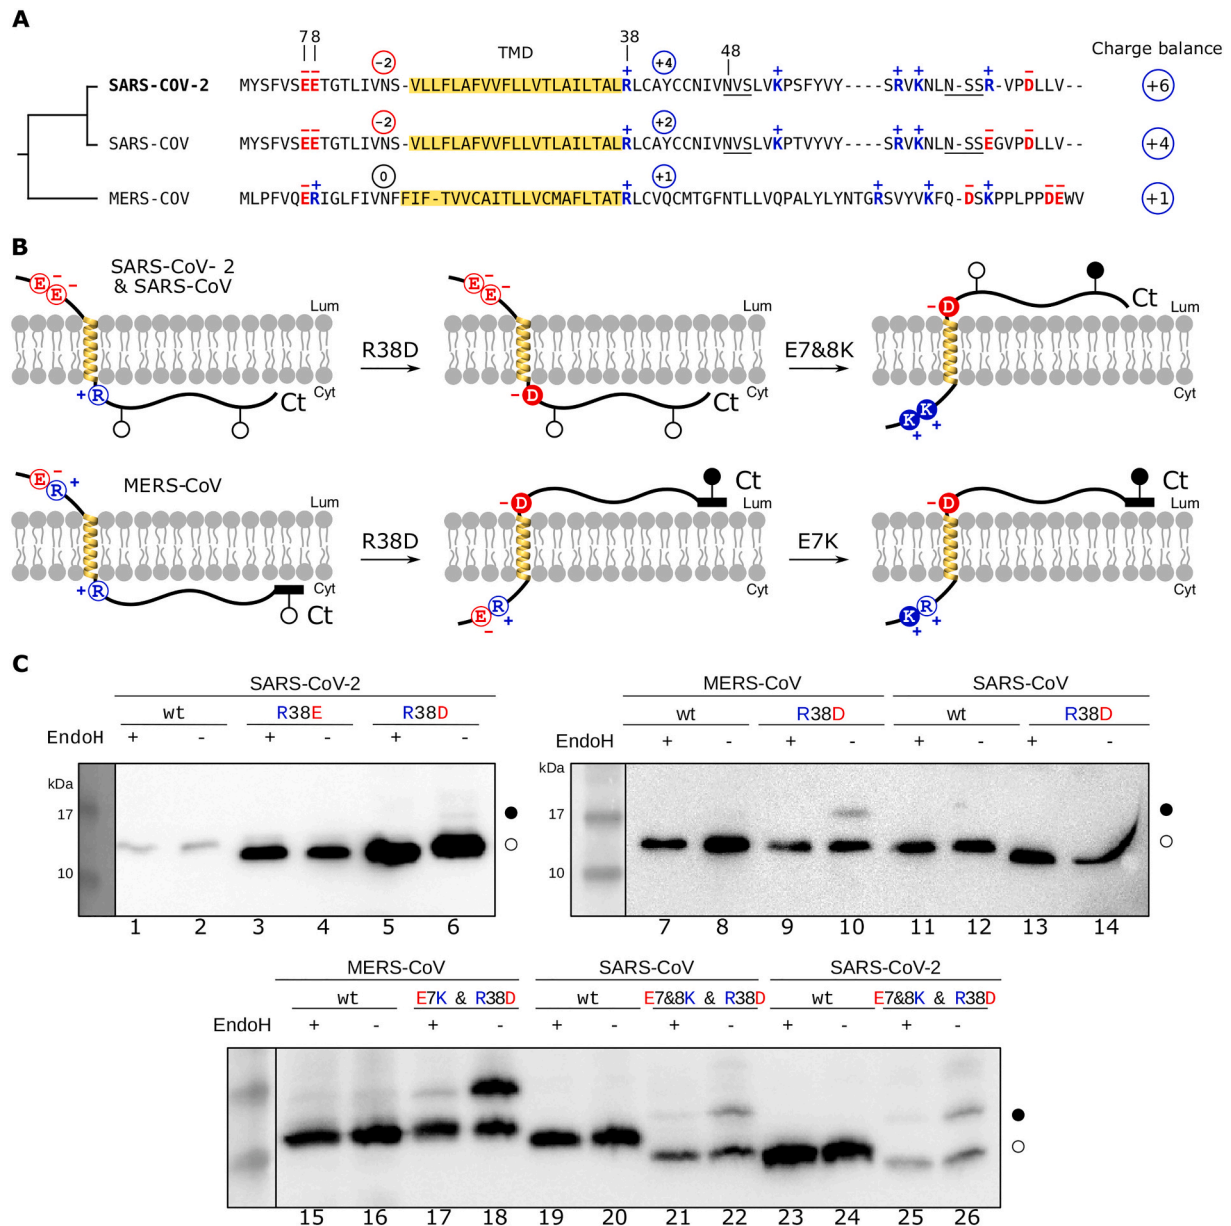 A
7 8
TMD
38
48
Charge balance
−− −2 + +4 + + + + −
SARS-COV-2 MYSFVSEETGTLIVNS-VLLFLAFVVFLLVTLAILTALRLCAYCCNIVNVSLVKPSFYVY----SRVKNLN-SSR-VPDLLV-- +6
−− −2 + +2 + + + − −
SARS-COV MYSFVSEETGTLIVNS-VLLFLAFVVFLLVTLAILTALRLCAYCCNIVNVSLVKPTVYVY----SRVKNLN-SSEGVPDLLV-- +4
−+ 0 + +1 + + − + −−
MERS-COV MLPFVQERIGLFIVNFFIF-TVVCAITLLVCMAFLTATRLCVQCMTGFNTLLVQPALYLYNTGRSVYVKFQ-DSKPPLPPDEWV +1
B
SARS-CoV- 2
& SARS-CoV
E − E − Lum + R Cyt Ct
R38D
E − E − Lum − D Cyt Ct
E7&8K
− D Ct Lum Cyt K K + +
MERS-CoV
E − R + Lum + R Cyt Ct
R38D
− D Ct Lum Cyt E R − +
E7K
− D Ct Lum Cyt K R + +
C
SARS-CoV-2
wt R38E R38D
EndoH + - + - + -
kDa
17
10
1 2 3 4 5 6
MERS-CoV SARS-CoV
wt R38D wt R38D
EndoH + - + - + - + -
kDa
17
10
7 8 9 10 11 12 13 14
MERS-CoV SARS-CoV SARS-CoV-2
wt E7K & R38D wt E7&8K & R38D wt E7&8K & R38D
EndoH + - + - + - + - + - + -
15 16 17 18 19 20 21 22 23 24 25 26